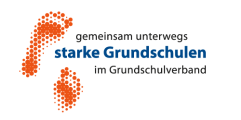 gemeinsam unterwegs
starke Grundschulen
im Grundschulverband